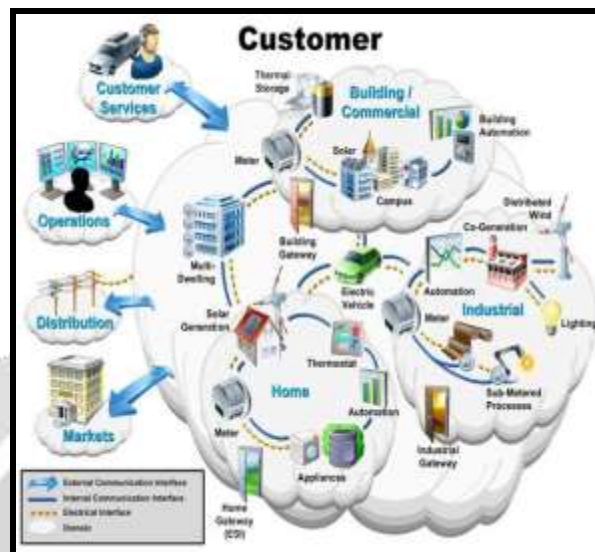 Customer
Customer
Services
Operations
Distribution
Markets
Thermal
Storage
Building /
Commercial
Building
Automation
Meter
Solar
Campus
Multi-
Dwelling
Building
Gateway
Electric
Vehicle
Distributed
Wind
Co-Generation
Automation
Industrial
Meter
Lighting
Sub-Metered
Processes
Industrial
Gateway
Solar
Generation
Thermostat
Home
Meter
Automation
Appliances
Home
Gateway
(ESI)
External Communication Interface
Internal Communication Interface
Electrical Interface
Domain